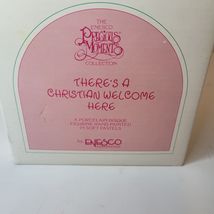 THE
ENESCO
PRECIOUS
MOMENTS
COLLECTION
THERE'S A
CHRISTIAN WELCOME
HERE
A PORCELAIN BISQUE
FIGURINE HAND PAINTED
IN SOFT PASTELS
by ENESCO